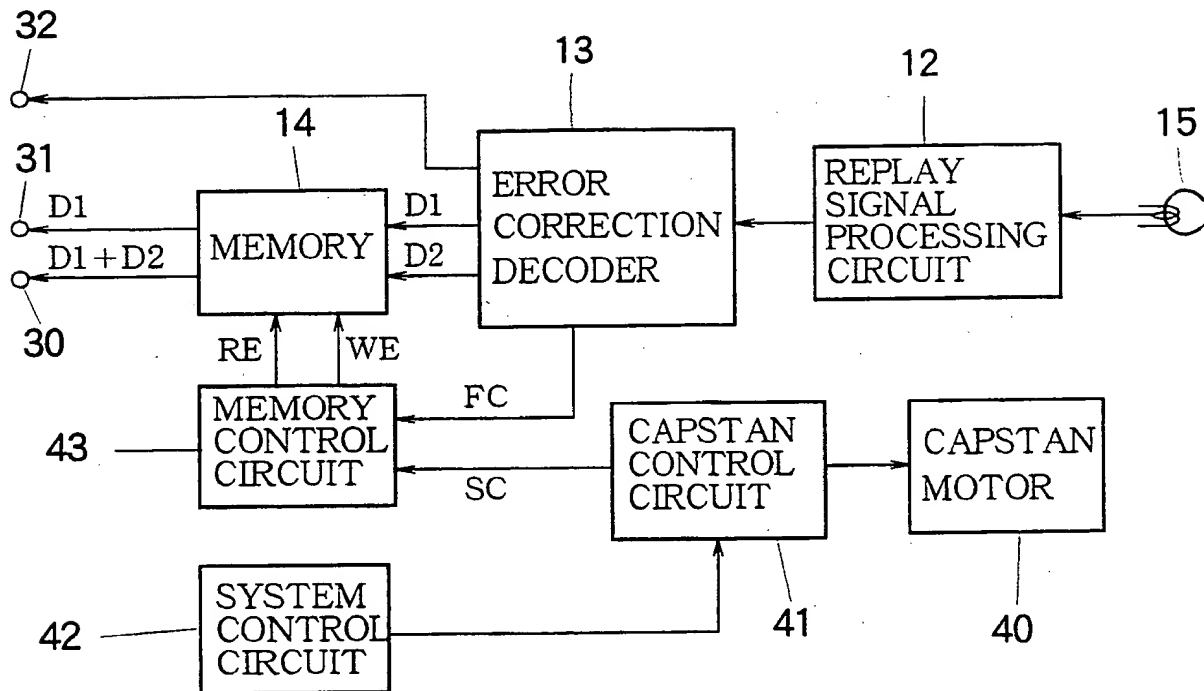 32
13
12
15
14
31
D1
D1+D2
30
MEMORY
D1
D2
ERROR
CORRECTION
DECODER
REPLAY
SIGNAL
PROCESSING
CIRCUIT
RE
WE
FC
SC
43
MEMORY
CONTROL
CIRCUIT
CAPSTAN
CONTROL
CIRCUIT
CAPSTAN
MOTOR
42
SYSTEM
CONTROL
CIRCUIT
41
40